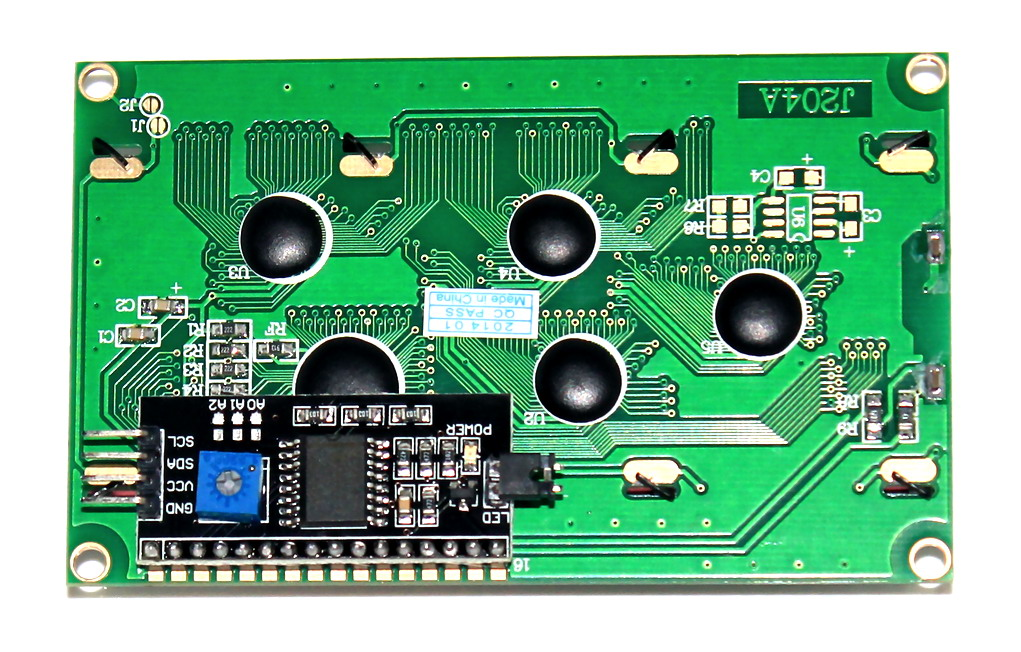 J204A
J2
J1
C4
+
R7
U6
C3
R6
+
U3
U4
+
C2
C1
R1
RF
R2
R3
R4
2014 01
QC PASS
Made in China
U5
U2
R9
A2
A1
A0
SCL
SDA
VCC
GND
POWER
LED
16